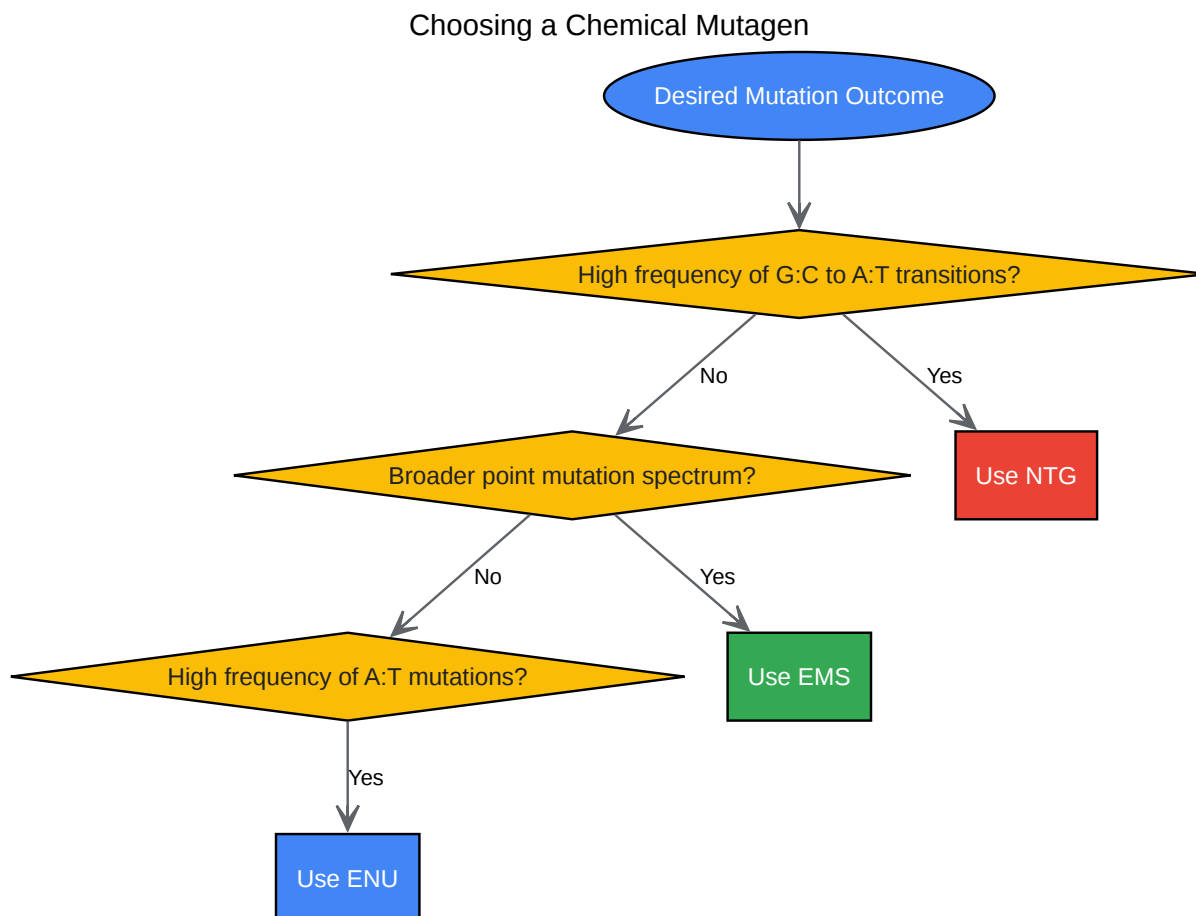 Choosing a Chemical Mutagen
Desired Mutation Outcome
High frequency of G:C to A:T transitions?
No
Yes
Broader point mutation spectrum?
Use NTG
No
Yes
High frequency of A:T mutations?
Use EMS
Yes
Use ENU